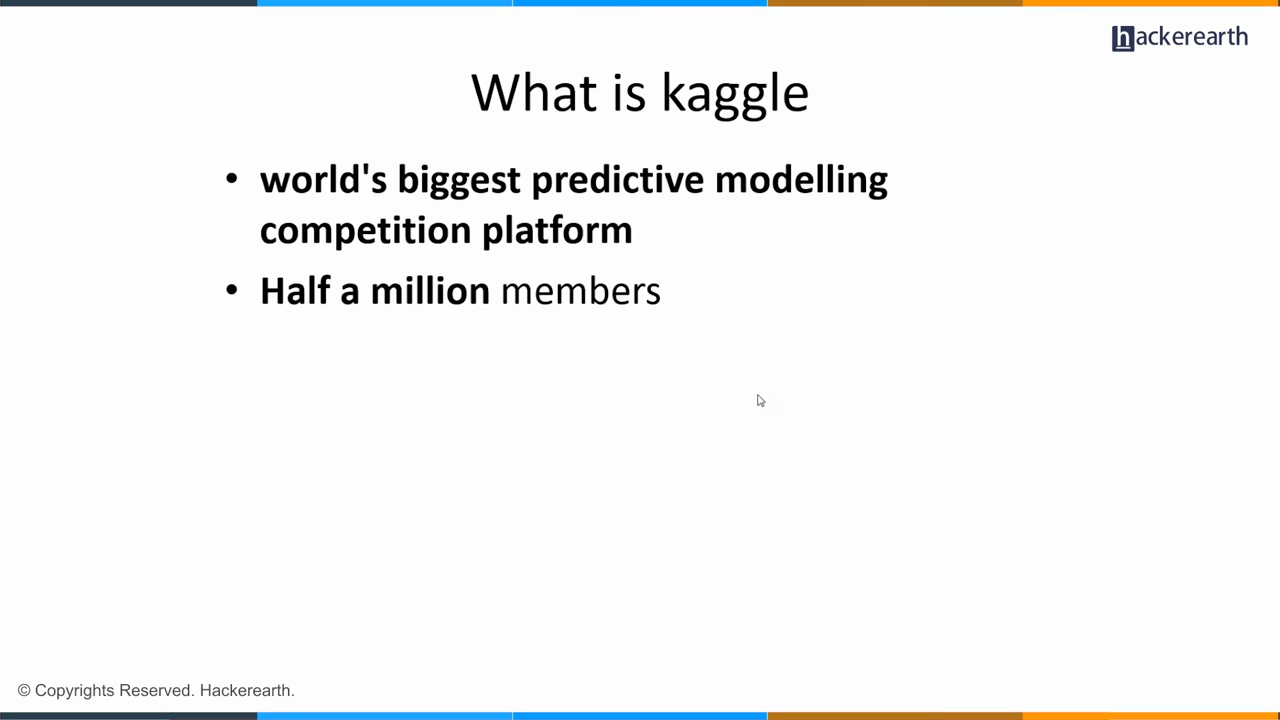 hackerearth
What is kaggle
• world's biggest predictive modelling
competition platform
• Half a million members
© Copyrights Reserved. Hackerearth.